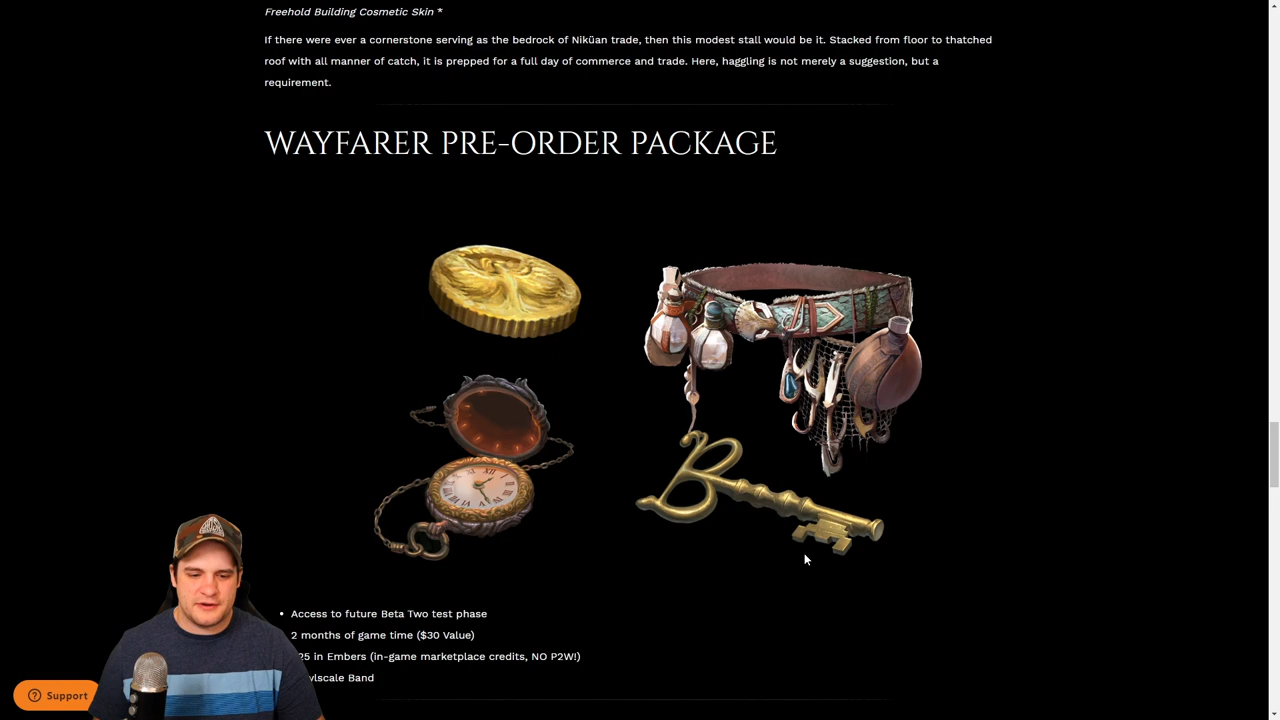 Freehold Building Cosmetic Skin *
If there were ever a cornerstone serving as the bedrock of Nikuan trade, then this modest stall would be it. Stacked from floor to thatched
roof with all manner of catch, it is prepped for a full day of commerce and trade. Here, haggling is not merely a suggestion, but a
requirement.
WAYFARER PRE-ORDER PACKAGE
• Access to future Beta Two test phase
2 months of game time ($30 Value)
25 in Embers (in-game marketplace credits, NO P2W!)
Band
Support